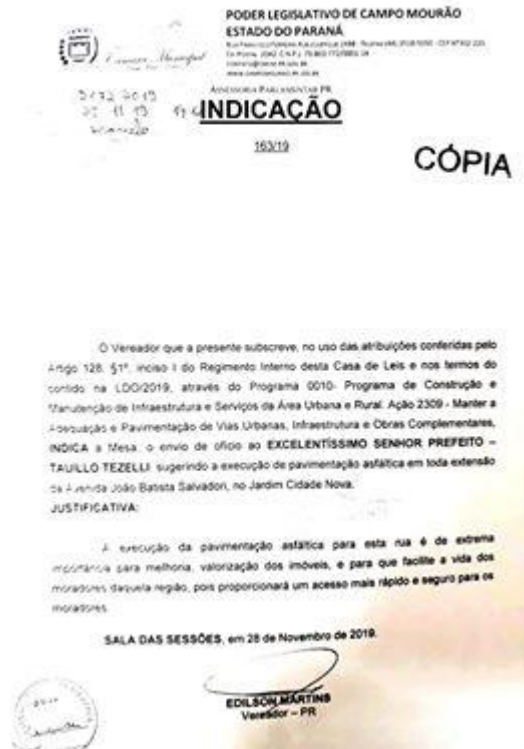 PODER LEGISLATIVO DE CAMPO MOURÃO
ESTADO DO PARANÁ
Câmara Municipal
ASSESSORIA PARLAMENTAR PR
INDICAÇÃO
163/19
CÓPIA
O Vereador que a presente subscreve, no uso das atribuições conferidas pelo
Artigo 128, §1º, inciso I do Regimento Interno desta Casa de Leis e nos termos do
contido na LDO/2019, através do Programa 0010- Programa de Construção e
Manutenção de Infraestrutura e Serviços da Área Urbana e Rural. Ação 2309 - Manter a
Adequação e Pavimentação de Vias Urbanas, Infraestrutura e Obras Complementares,
INDICA a Mesa, o envio de ofício ao EXCELENTÍSSIMO SENHOR PREFEITO –
TAUILLO TEZELLI, sugerindo a execução de pavimentação asfáltica em toda extensão
da Avenida João Batista Salvadori, no Jardim Cidade Nova.
JUSTIFICATIVA:
A execução da pavimentação asfáltica para esta rua é de extrema
importância para melhoria, valorização dos imóveis, e para que facilite a vida dos
moradores daquela região, pois proporcionará um acesso mais rápido e seguro para os
moradores.
SALA DAS SESSÕES, em 28 de Novembro de 2019.
EDILSON MARTINS
Vereador – PR